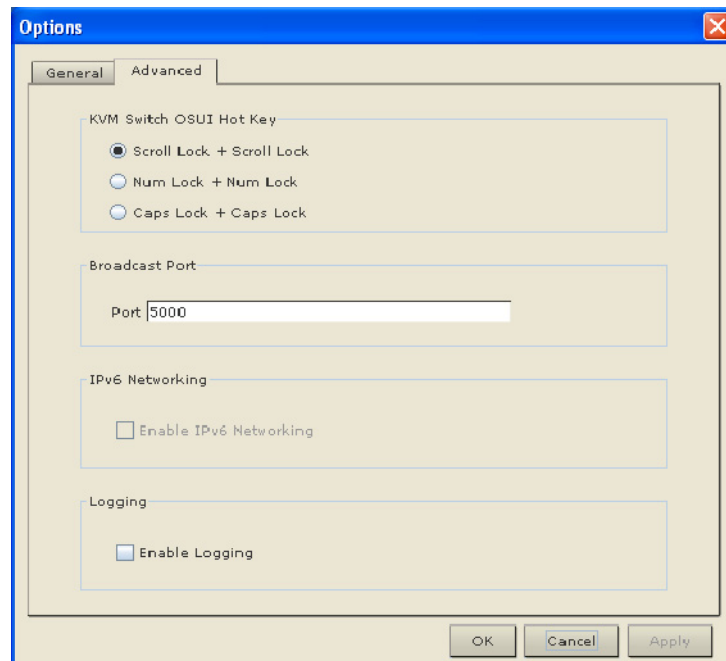 Options
General
Advanced
KVM Switch OSUI Hot Key
Scroll Lock + Scroll Lock
Num Lock + Num Lock
Caps Lock + Caps Lock
Broadcast Port
Port 5000
IPv6 Networking
Enable IPv6 Networking
Logging
Enable Logging
OK
Cancel
Apply